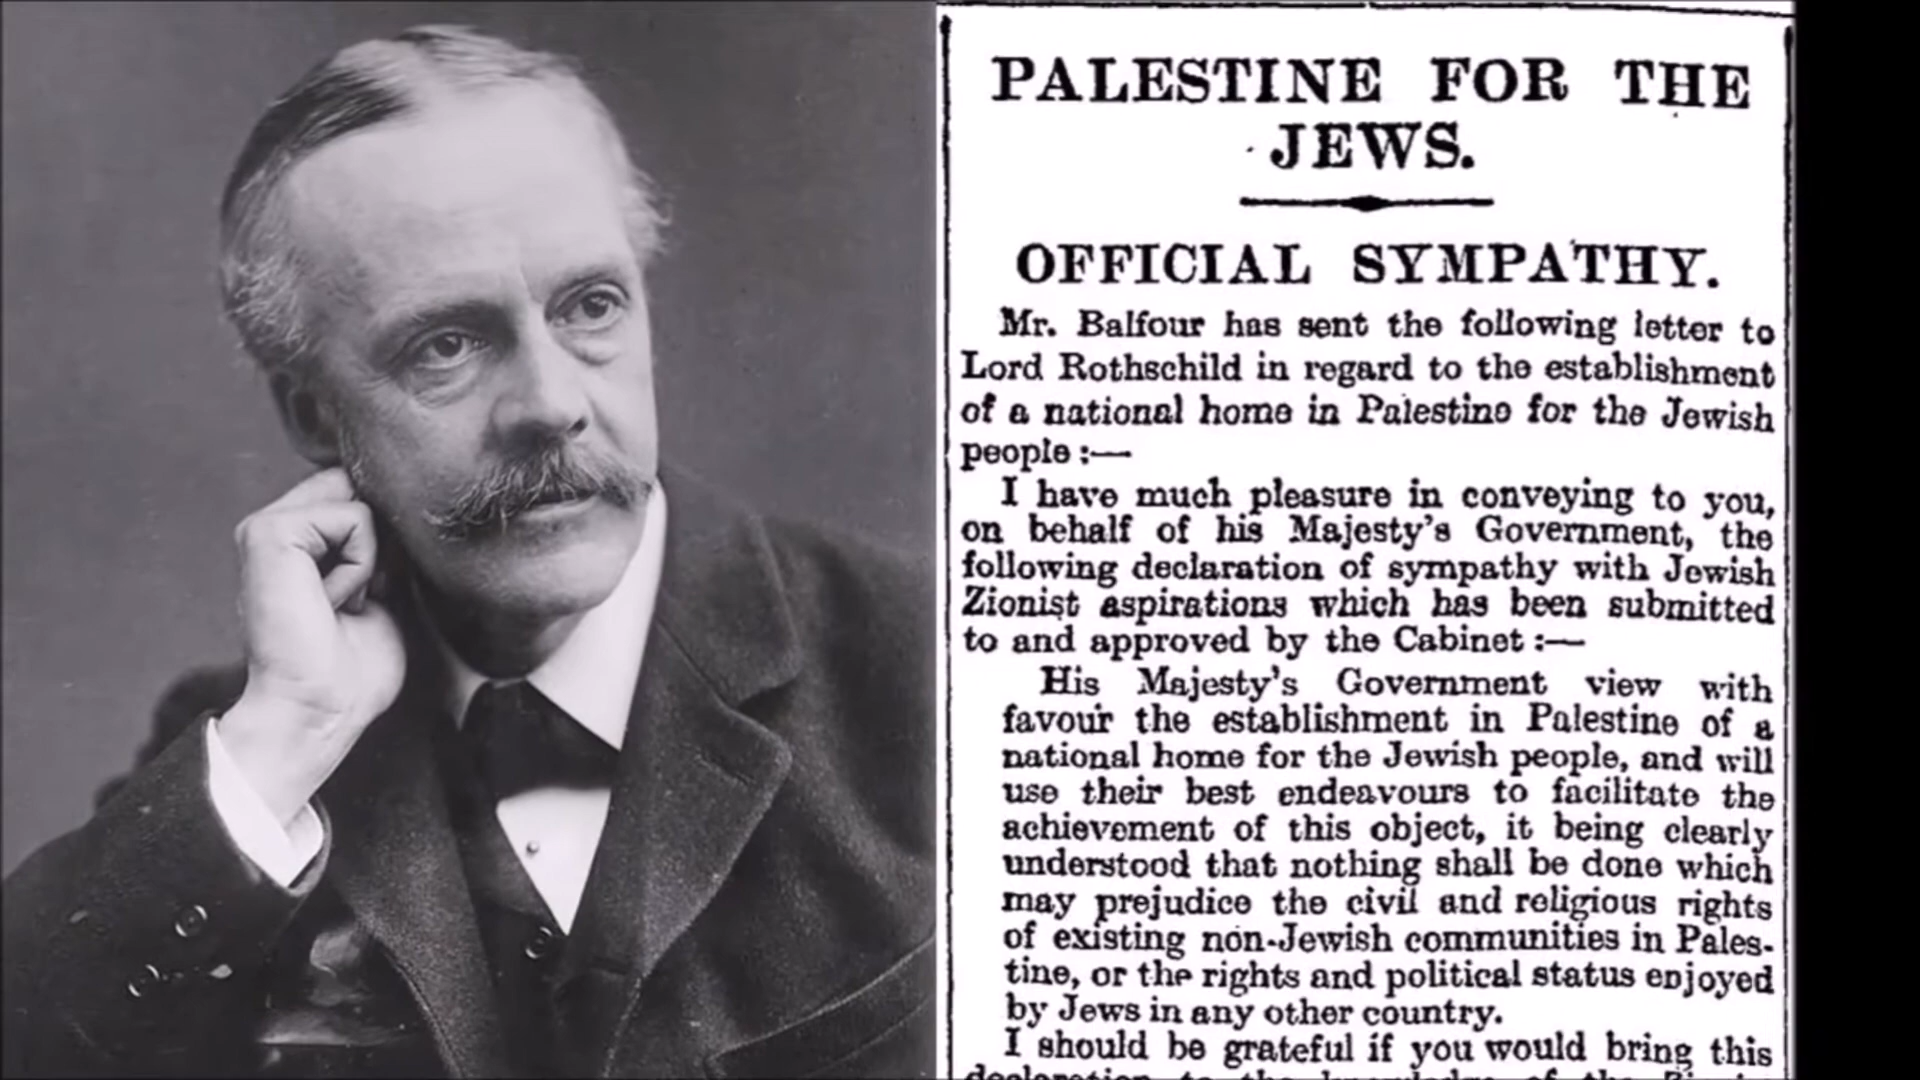 PALESTINE FOR THE
JEWS.
OFFICIAL SYMPATHY.
Mr. Balfour has sent the following letter to
Lord Rothschild in regard to the establishment
of a national home in Palestine for the Jewish
people :—
I have much pleasure in conveying to you,
on behalf of his Majesty's Government, the
following declaration of sympathy with Jewish
Zionist aspirations which has been submitted
to and approved by the Cabinet :—
His Majesty's Government view with
favour the establishment in Palestine of a
national home for the Jewish people, and will
use their best endeavours to facilitate the
achievement of this object, it being clearly
understood that nothing shall be done which
may prejudice the civil and religious rights
of existing non-Jewish communities in Pales-
tine, or the rights and political status enjoyed
by Jews in any other country.
I should be grateful if you would bring this